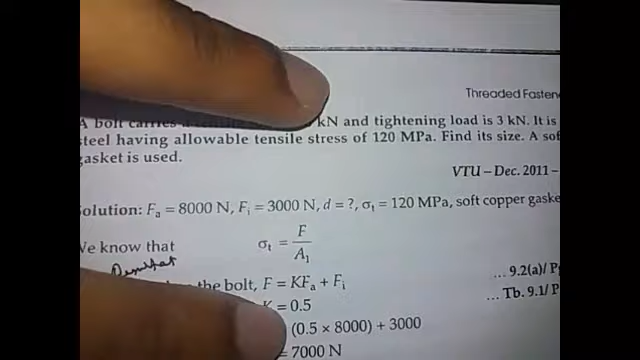 Threaded Fasten
A bolt carries a kN and tightening load is 3 kN. It is
steel having allowable tensile stress of 120 MPa. Find its size. A sof
gasket is used.
VTU – Dec. 2011 –
Solution: Fₐ = 8000 N, Fᵢ = 3000 N, d = ?, σₜ = 120 MPa, soft copper gaske
We know that σₜ = F / A₁
the bolt, F = KFₐ + Fᵢ ... 9.2(a)/ P
K = 0.5 ... Tb. 9.1/ P
(0.5 × 8000) + 3000
= 7000 N